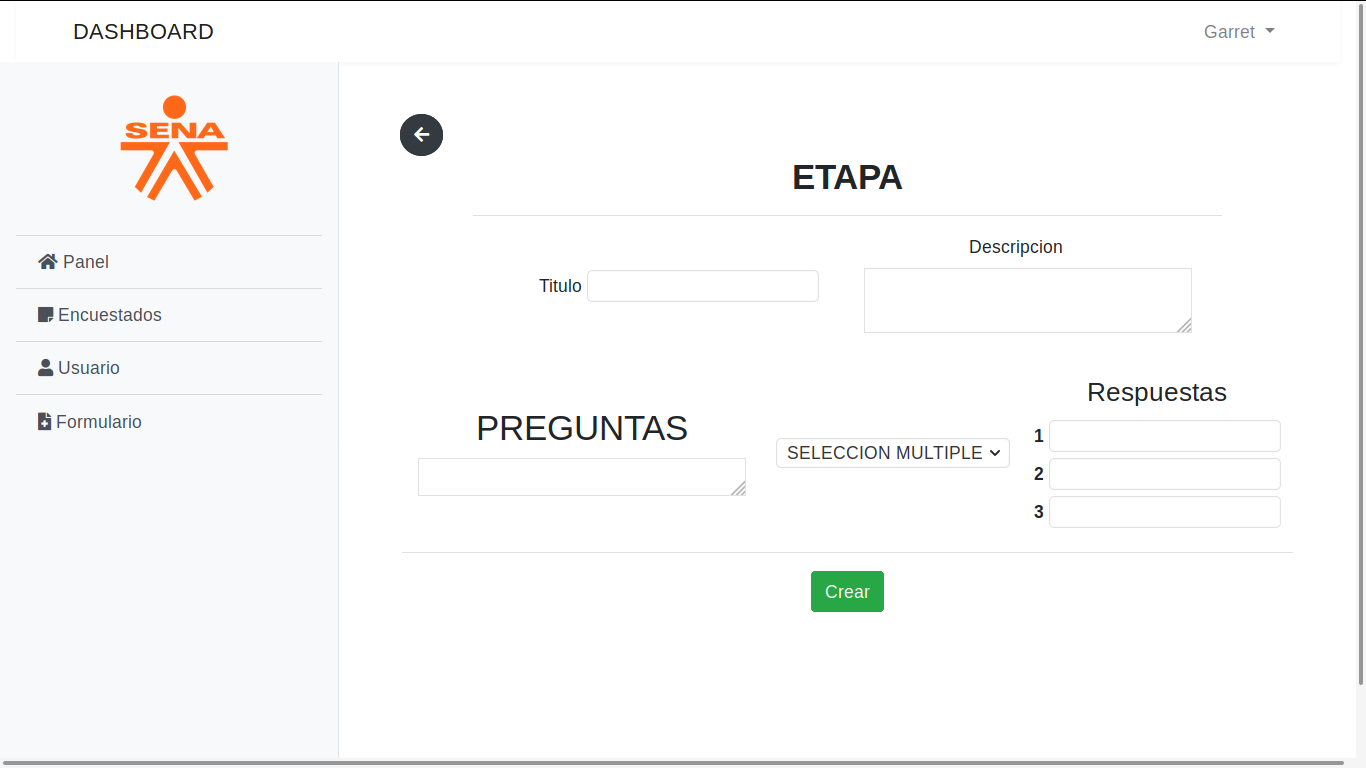 DASHBOARD
Garret
SENA
Panel
Encuestados
Usuario
Formulario
ETAPA
Titulo
Descripcion
PREGUNTAS
SELECCION MULTIPLE
Respuestas
1
2
3
Crear